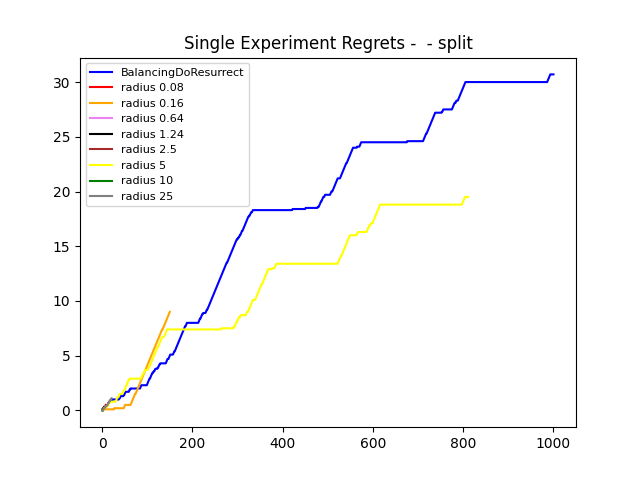 Single Experiment Regrets -  - split
BalancingDoResurrect
radius 0.08
radius 0.16
radius 0.64
radius 1.24
radius 2.5
radius 5
radius 10
radius 25
30
25
20
15
10
5
0
0 200 400 600 800 1000